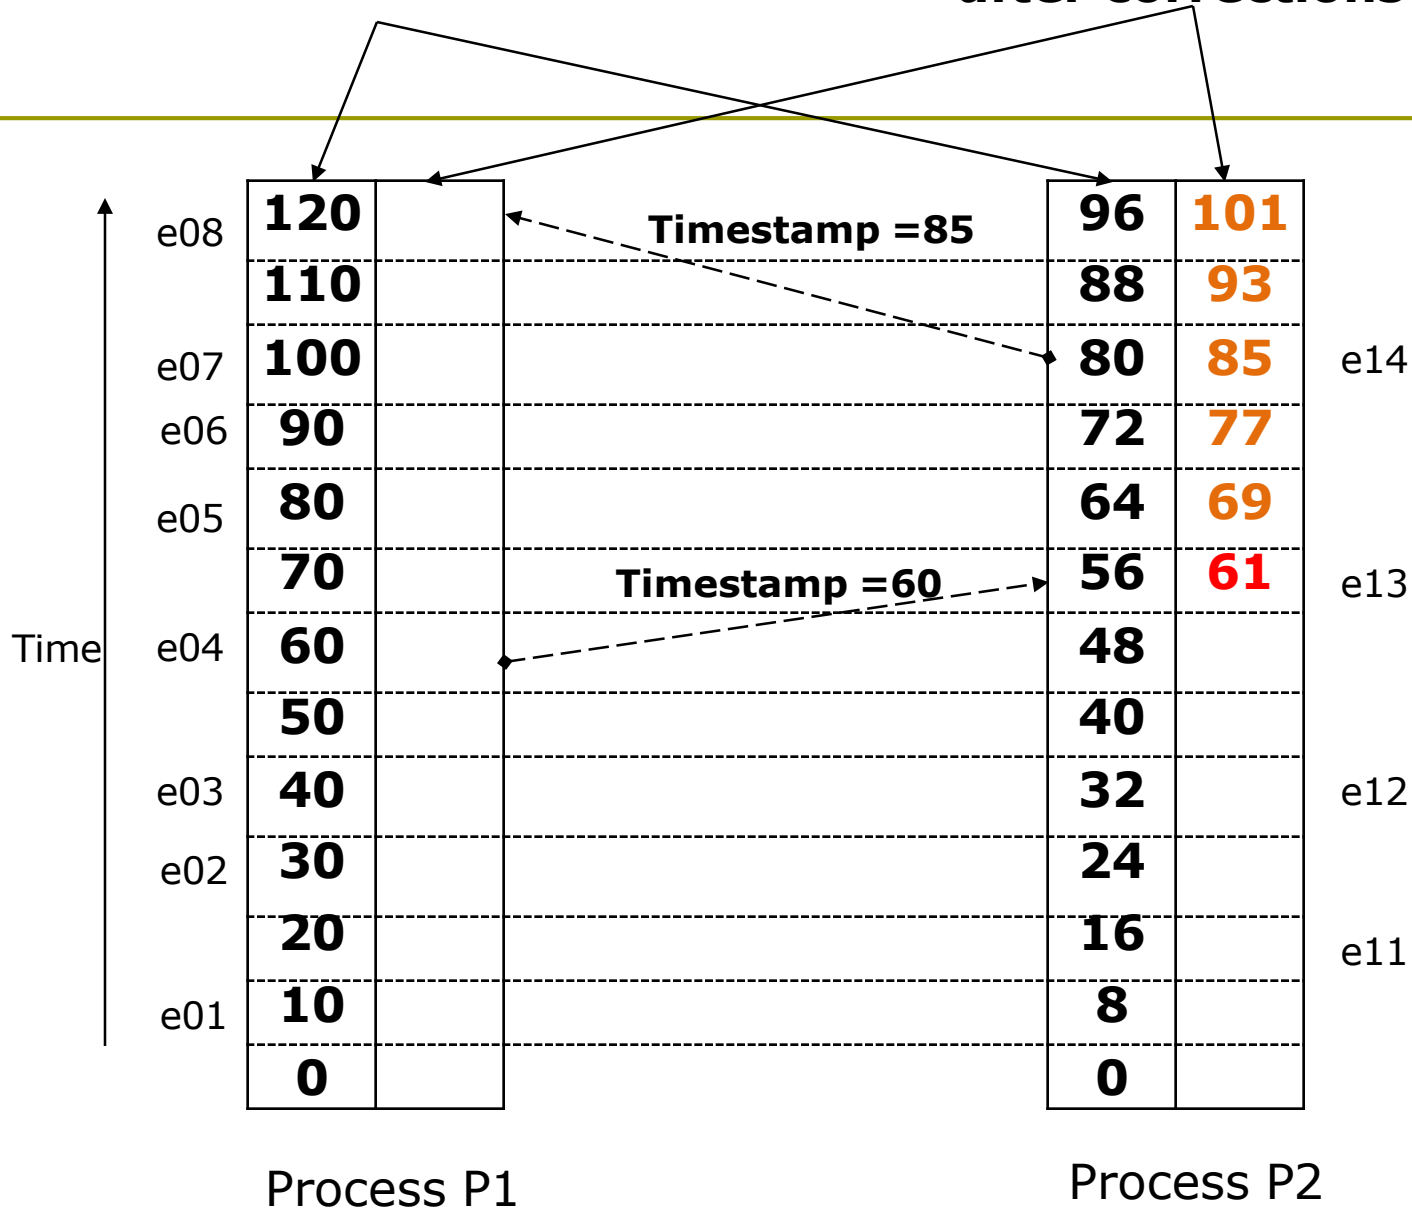 after corrections
e08 120 Timestamp =85 96 101
110 88 93
e07 100 80 85 e14
e06 90 72 77
e05 80 64 69
70 Timestamp =60 56 61 e13
Time e04 60 48
50 40
e03 40 32 e12
e02 30 24
20 16 e11
e01 10 8
0 0
Process P1 Process P2